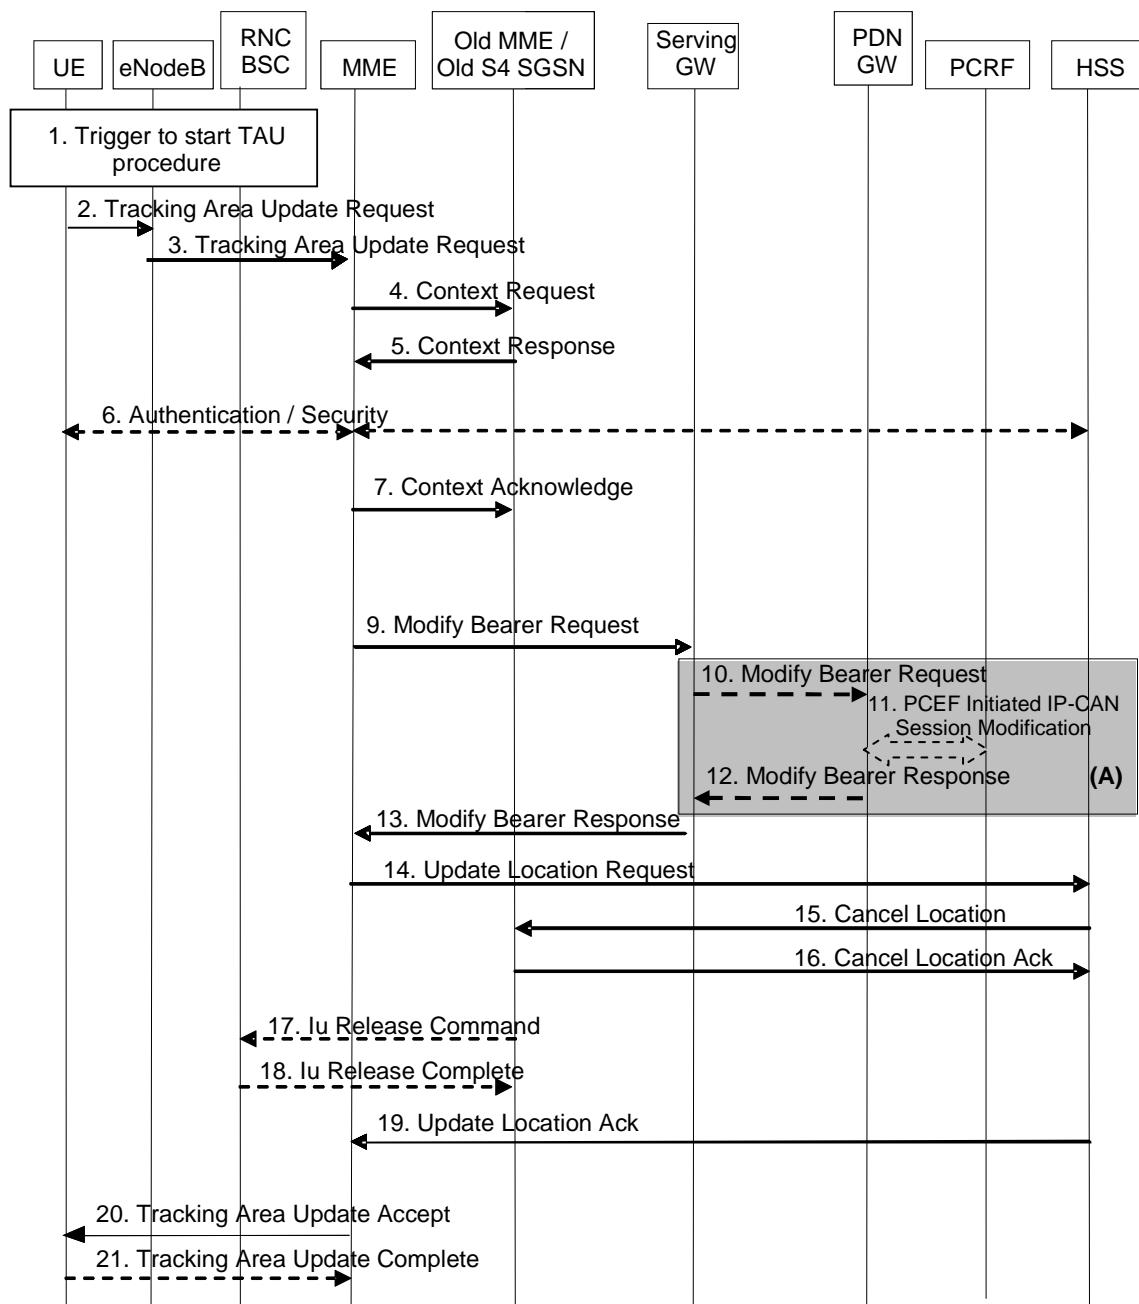 RNC
BSC
Old MME /
Old S4 SGSN
Serving
GW
PDN
GW
UE
eNodeB
MME
PCRF
HSS
1. Trigger to start TAU
procedure
2. Tracking Area Update Request
3. Tracking Area Update Request
4. Context Request
5. Context Response
6. Authentication / Security
7. Context Acknowledge
9. Modify Bearer Request
10. Modify Bearer Request
11. PCEF Initiated IP-CAN
Session Modification
12. Modify Bearer Response
(A)
13. Modify Bearer Response
14. Update Location Request
15. Cancel Location
16. Cancel Location Ack
17. Iu Release Command
18. Iu Release Complete
19. Update Location Ack
20. Tracking Area Update Accept
21. Tracking Area Update Complete